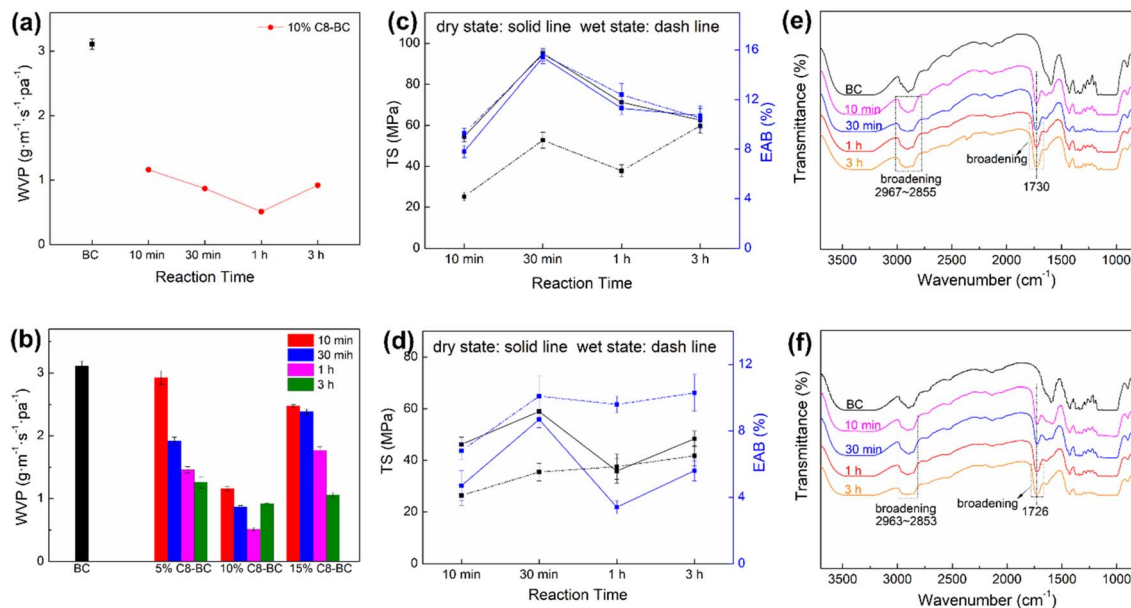 (a)
10% C8-BC
WVP (g·m⁻¹·s⁻¹·pa⁻¹)
3
2
1
0
BC
10 min
30 min
1 h
3 h
Reaction Time
(c)
dry state: solid line wet state: dash line
TS (MPa)
100
80
60
40
20
0
EAB (%)
16
12
8
4
0
10 min
30 min
1 h
3 h
Reaction Time
(e)
Transmittance (%)
BC
10 min
30 min
1 h
3 h
broadening
2967~2855
broadening
1730
3500
3000
2500
2000
1500
1000
Wavenumber (cm⁻¹)
(b)
10 min
30 mih
1 h
3 h
WVP (g·m⁻¹·s⁻¹·pa⁻¹)
3
2
1
0
BC
5% C8-BC
10% C8-BC
15% C8-BC
(d)
dry state: solid line wet state: dash line
TS (MPa)
80
60
40
20
0
EAB (%)
12
8
4
0
10 min
30 min
1 h
3 h
Reaction Time
(f)
Transmittance (%)
BC
10 min
30 min
1 h
3 h
broadening
2963~2853
broadening
1726
3500
3000
2500
2000
1500
1000
Wavenumber (cm⁻¹)